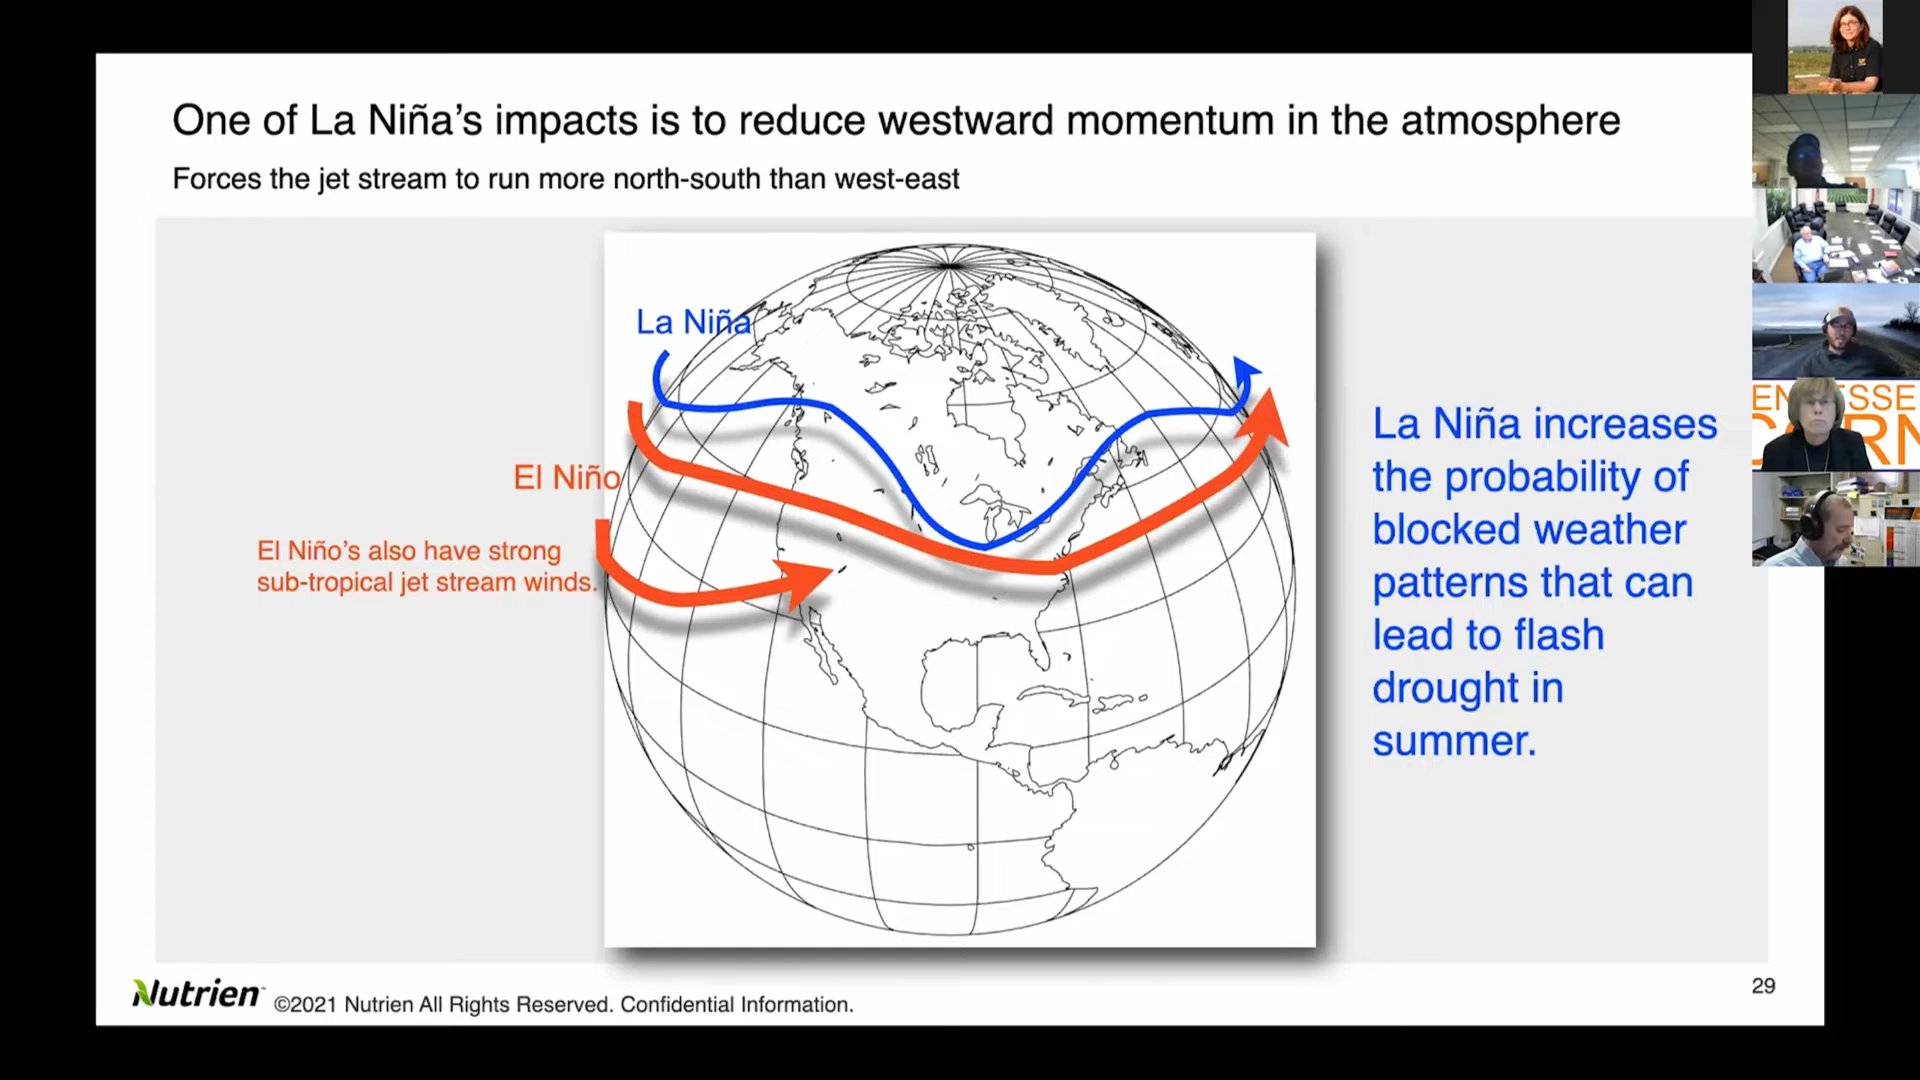 One of La Niña's impacts is to reduce westward momentum in the atmosphere
Forces the jet stream to run more north-south than west-east
La Niña
El Niño
El Niño's also have strong
sub-tropical jet stream winds.
La Niña increases
the probability of
blocked weather
patterns that can
lead to flash
drought in
summer.
Nutrien ©2021 Nutrien All Rights Reserved. Confidential Information.
29